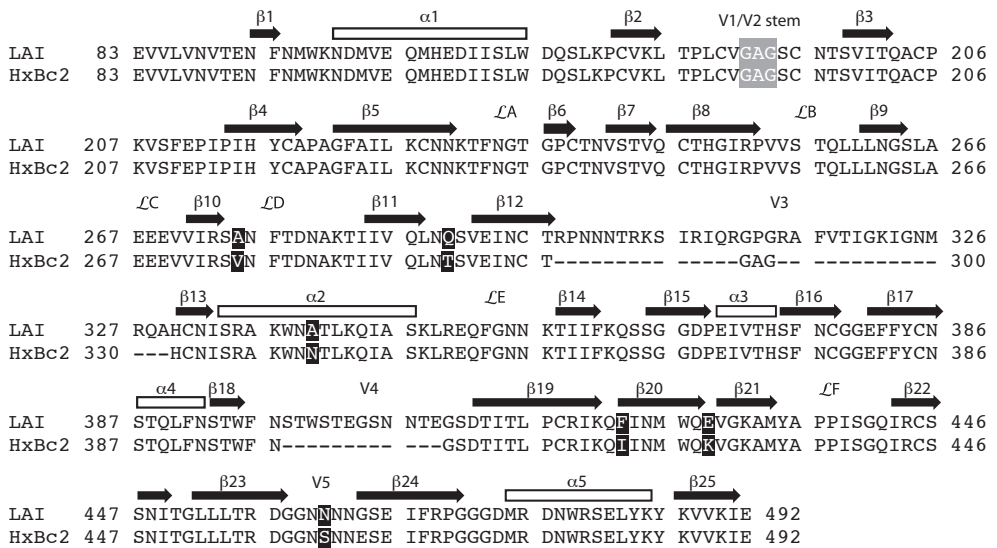 β1 α1 β2 V1/V2 stem β3
LAI 83 EVVLVNVTEN FNMWKNDMVE QMHEDIISLW DQSLKPCVKL TPLCVGAGSC NTSVITQACP 206
HxBc2 83 EVVLVNVTEN FNMWKNDMVE QMHEDIISLW DQSLKPCVKL TPLCVGAGSC NTSVITQACP 206
β4 β5 ℒA β6 β7 β8 ℒB β9
LAI 207 KVSFEPIPIH YCAPAGFAIL KCNNKTFNGT GPCTNVSTVQ CTHGIRPVVS TQLLLNGSLA 266
HxBc2 207 KVSFEPIPIH YCAPAGFAIL KCNNKTFNGT GPCTNVSTVQ CTHGIRPVVS TQLLLNGSLA 266
ℒC β10 ℒD β11 β12 V3
LAI 267 EEEVVIRSAN FTDNAKTIIV QLNQSVEINC TRPNNNTRKS IRIQRGPGRA FVTIGKIGNM 326
HxBc2 267 EEEVVIRSVN FTDNAKTIIV QLNTSVEINC T--------- -----GAG-- ---------- 300
β13 α2 ℒE β14 β15 α3 β16 β17
LAI 327 RQAHCNISRA KWNATLKQIA SKLREQFGNN KTIIFKQSSG GDPEIVTHSF NCGGEFFYCN 386
HxBc2 330 ---HCNISRA KWNNTLKQIA SKLREQFGNN KTIIFKQSSG GDPEIVTHSF NCGGEFFYCN 386
α4 β18 V4 β19 β20 β21 ℒF β22
LAI 387 STQLFNSTWF NSTWSTEGSN NTEGSDTITL PCRIKQFINM WQEVGKAMYA PPISGQIRCS 446
HxBc2 387 STQLFNSTWF N--------- ---GSDTITL PCRIKQIINM WQKVGKAMYA PPISGQIRCS 446
β23 V5 β24 α5 β25
LAI 447 SNITGLLLTR DGGNNNNGSE IFRPGGGDMR DNWRSELYKY KVVKIE 492
HxBc2 447 SNITGLLLTR DGGNSNNESE IFRPGGGDMR DNWRSELYKY KVVKIE 492